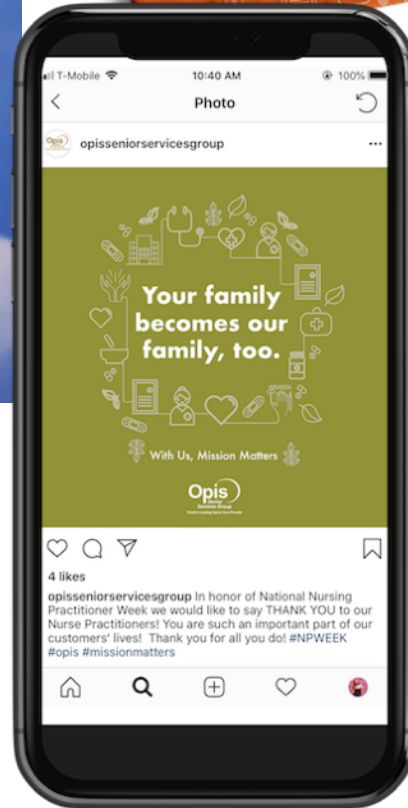 T-Mobile 10:40 AM 100%
Photo
Opis
opisseniorservicesgroup
Your family
becomes our
family, too.
With Us, Mission Matters
Opis
Senior
Services Group
4 likes
opisseniorservicesgroup In honor of National Nursing
Practitioner Week we would like to say THANK YOU to our
Nurse Practitioners! You are such an important part of our
customers' lives! Thank you for all you do! #NPWEEK
#opis #missionmatters